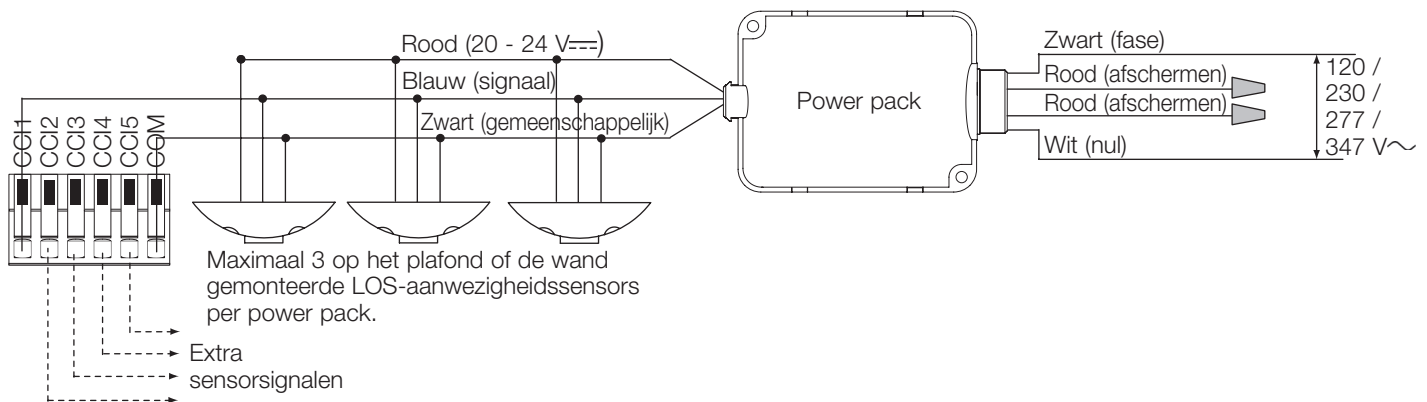 Rood (20 - 24 V⎓)
Blauw (signaal)
Zwart (gemeenschappelijk)
Power pack
Zwart (fase)
Rood (afschermen)
Rood (afschermen)
Wit (nul)
120 /
230 /
277 /
347 V~
CCI1
CCI2
CCI3
CCI4
CCI5
COM
Maximaal 3 op het plafond of de wand
gemonteerde LOS-aanwezigheidssensors
per power pack.
Extra
sensorsignalen